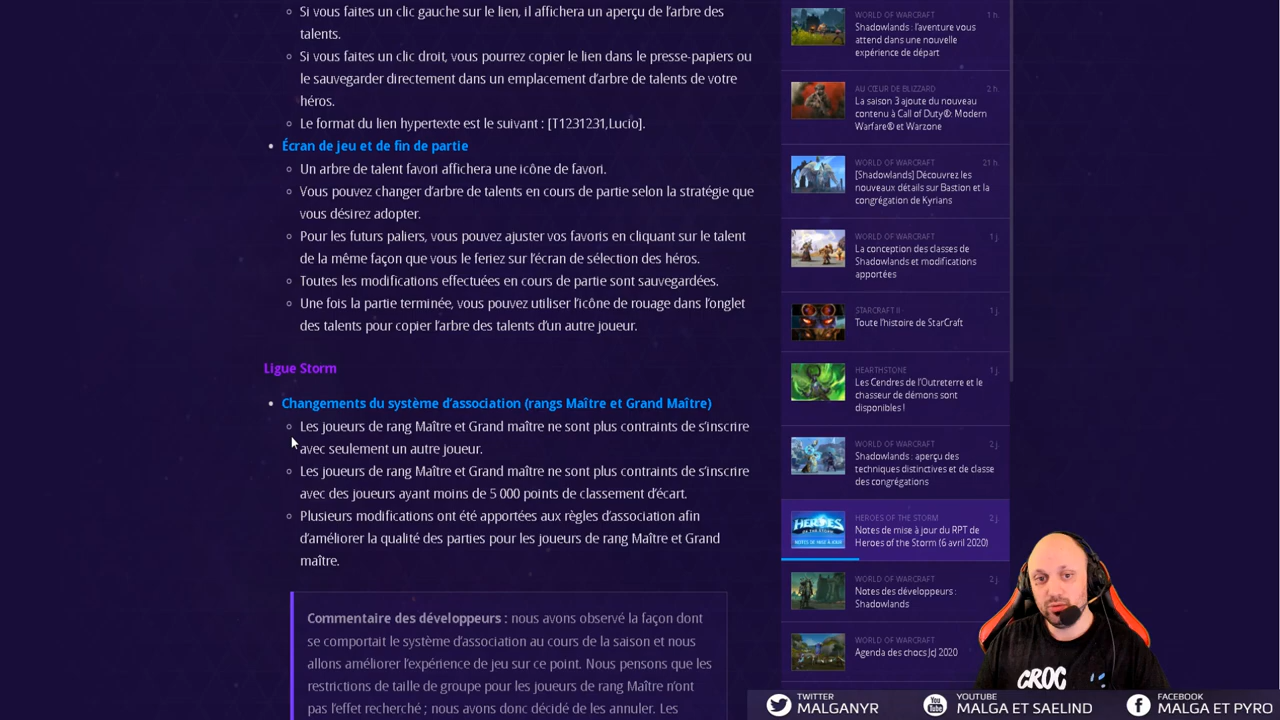 Si vous faites un clic gauche sur le lien, il affichera un aperçu de l'arbre des
talents.
Si vous faites un clic droit, vous pourrez copier le lien dans le presse-papiers ou
le sauvegarder directement dans un emplacement d'arbre de talents de votre
héros.
Le format du lien hypertexte est le suivant : [T1231231,Lucio].
Écran de jeu et de fin de partie
Un arbre de talent favori affichera une icône de favori.
Vous pouvez changer d'arbre de talents en cours de partie selon la stratégie que
vous désirez adopter.
Pour les futurs paliers, vous pouvez ajuster vos favoris en cliquant sur le talent
de la même façon que vous le feriez sur l'écran de sélection des héros.
Toutes les modifications effectuées en cours de partie sont sauvegardées.
Une fois la partie terminée, vous pouvez utiliser l'icône de rouage dans l'onglet
des talents pour copier l'arbre des talents d'un autre joueur.
Ligue Storm
Changements du système d'association (rangs Maître et Grand Maître)
Les joueurs de rang Maître et Grand maître ne sont plus contraints de s'inscrire
avec seulement un autre joueur.
Les joueurs de rang Maître et Grand maître ne sont plus contraints de s'inscrire
avec des joueurs ayant moins de 5 000 points de classement d'écart.
Plusieurs modifications ont été apportées aux règles d'association afin
d'améliorer la qualité des parties pour les joueurs de rang Maître et Grand
maître.
Commentaire des développeurs : nous avons observé la façon dont
se comportait le système d'association au cours de la saison et nous
allons améliorer l'expérience de jeu sur ce point. Nous pensons que les
restrictions de taille de groupe pour les joueurs de rang Maître n'ont
pas l'effet recherché ; nous avons donc décidé de les annuler. Les
WORLD OF WARCRAFT 1 h
Shadowlands : l'aventure vous
attend dans une nouvelle
expérience de départ
AU CŒUR DE BLIZZARD 2 h
La saison 3 ajoute du nouveau
contenu à Call of Duty®: Modern
Warfare® et Warzone
WORLD OF WARCRAFT 21 h
[Shadowlands] Découvrez les
nouveaux détails sur Bastion et la
congrégation de Kyrians
WORLD OF WARCRAFT 1 j
La conception des classes de
Shadowlands et modifications
apportées
STARCRAFT II 1 j
Toute l'histoire de StarCraft
HEARTHSTONE 1 j
Les Cendres de l'Outreterre et le
chasseur de démons sont
disponibles !
WORLD OF WARCRAFT 2 j
Shadowlands : aperçu des
techniques distinctives et de classe
des congrégations
HEROES OF THE STORM 2 j
Notes de mise à jour du RPT de
Heroes of the Storm (6 avril 2020)
HEROES
OF THE STORM
NOTES DE MISE À JOUR
WORLD OF WARCRAFT 2 j
Notes des développeurs :
Shadowlands
WORLD OF WARCRAFT
Agenda des chocs JcJ 2020
CROC
TWITTER
MALGANYR
YOUTUBE
MALGA ET SAELIND
FACEBOOK
MALGA ET PYRO